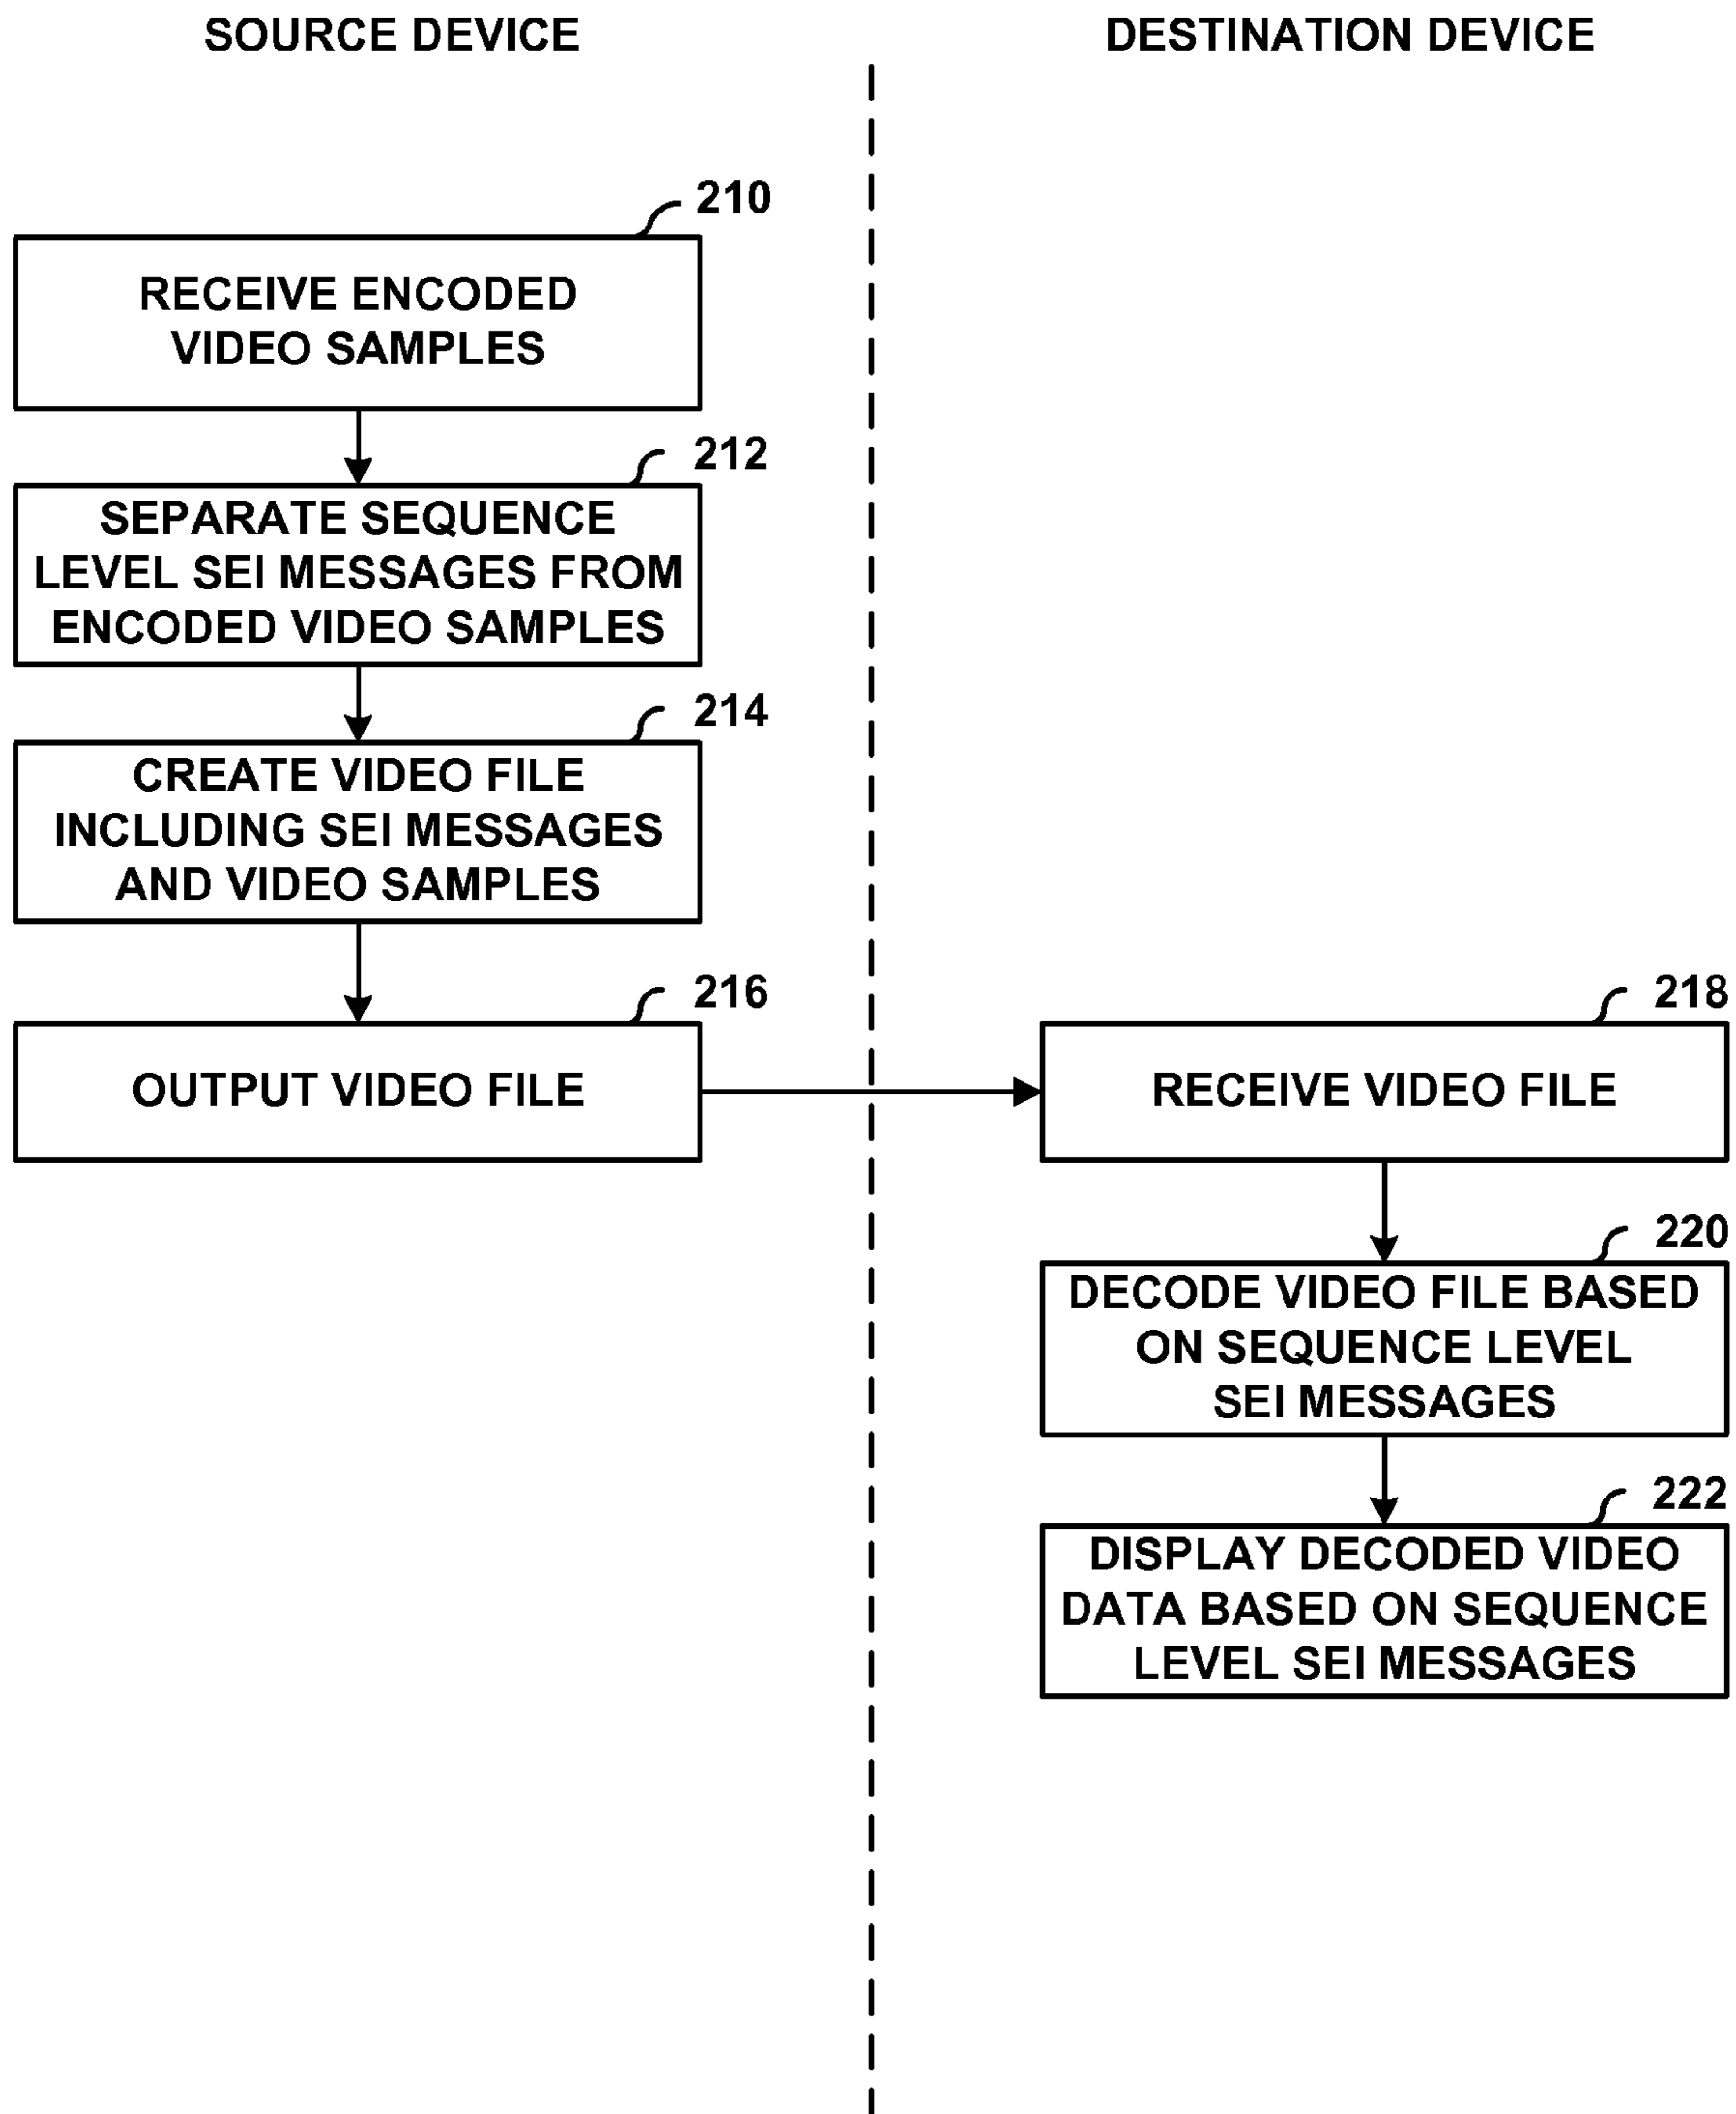 SOURCE DEVICE
DESTINATION DEVICE
210
RECEIVE ENCODED
VIDEO SAMPLES
212
SEPARATE SEQUENCE
LEVEL SEI MESSAGES FROM
ENCODED VIDEO SAMPLES
214
CREATE VIDEO FILE
INCLUDING SEI MESSAGES
AND VIDEO SAMPLES
216
OUTPUT VIDEO FILE
218
RECEIVE VIDEO FILE
220
DECODE VIDEO FILE BASED
ON SEQUENCE LEVEL
SEI MESSAGES
222
DISPLAY DECODED VIDEO
DATA BASED ON SEQUENCE
LEVEL SEI MESSAGES